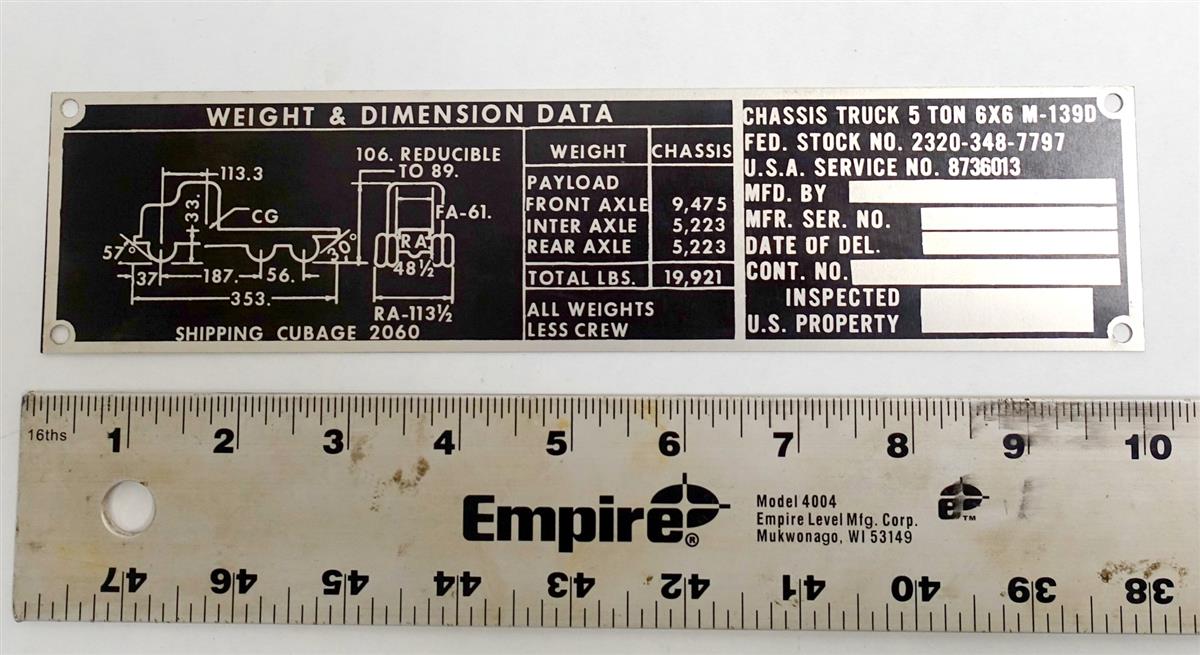 WEIGHT & DIMENSION DATA
113.3
106. REDUCIBLE
TO 89.
33.
CG
FA-61.
57°
30°
RA
48½
37
187.
56.
353.
RA-113½
SHIPPING CUBAGE 2060
WEIGHT CHASSIS
PAYLOAD
FRONT AXLE 9,475
INTER AXLE 5,223
REAR AXLE 5,223
TOTAL LBS. 19,921
ALL WEIGHTS
LESS CREW
CHASSIS TRUCK 5 TON 6X6 M-139D
FED. STOCK NO. 2320-348-7797
U.S.A. SERVICE NO. 8736013
MFD. BY
MFR. SER. NO.
DATE OF DEL.
CONT. NO.
INSPECTED
U.S. PROPERTY
16ths
1 2 3 4 5 6 7 8 9 10
Empire®
Model 4004
Empire Level Mfg. Corp.
Mukwonago, WI 53149
e™
47 46 45 44 43 42 41 40 39 38